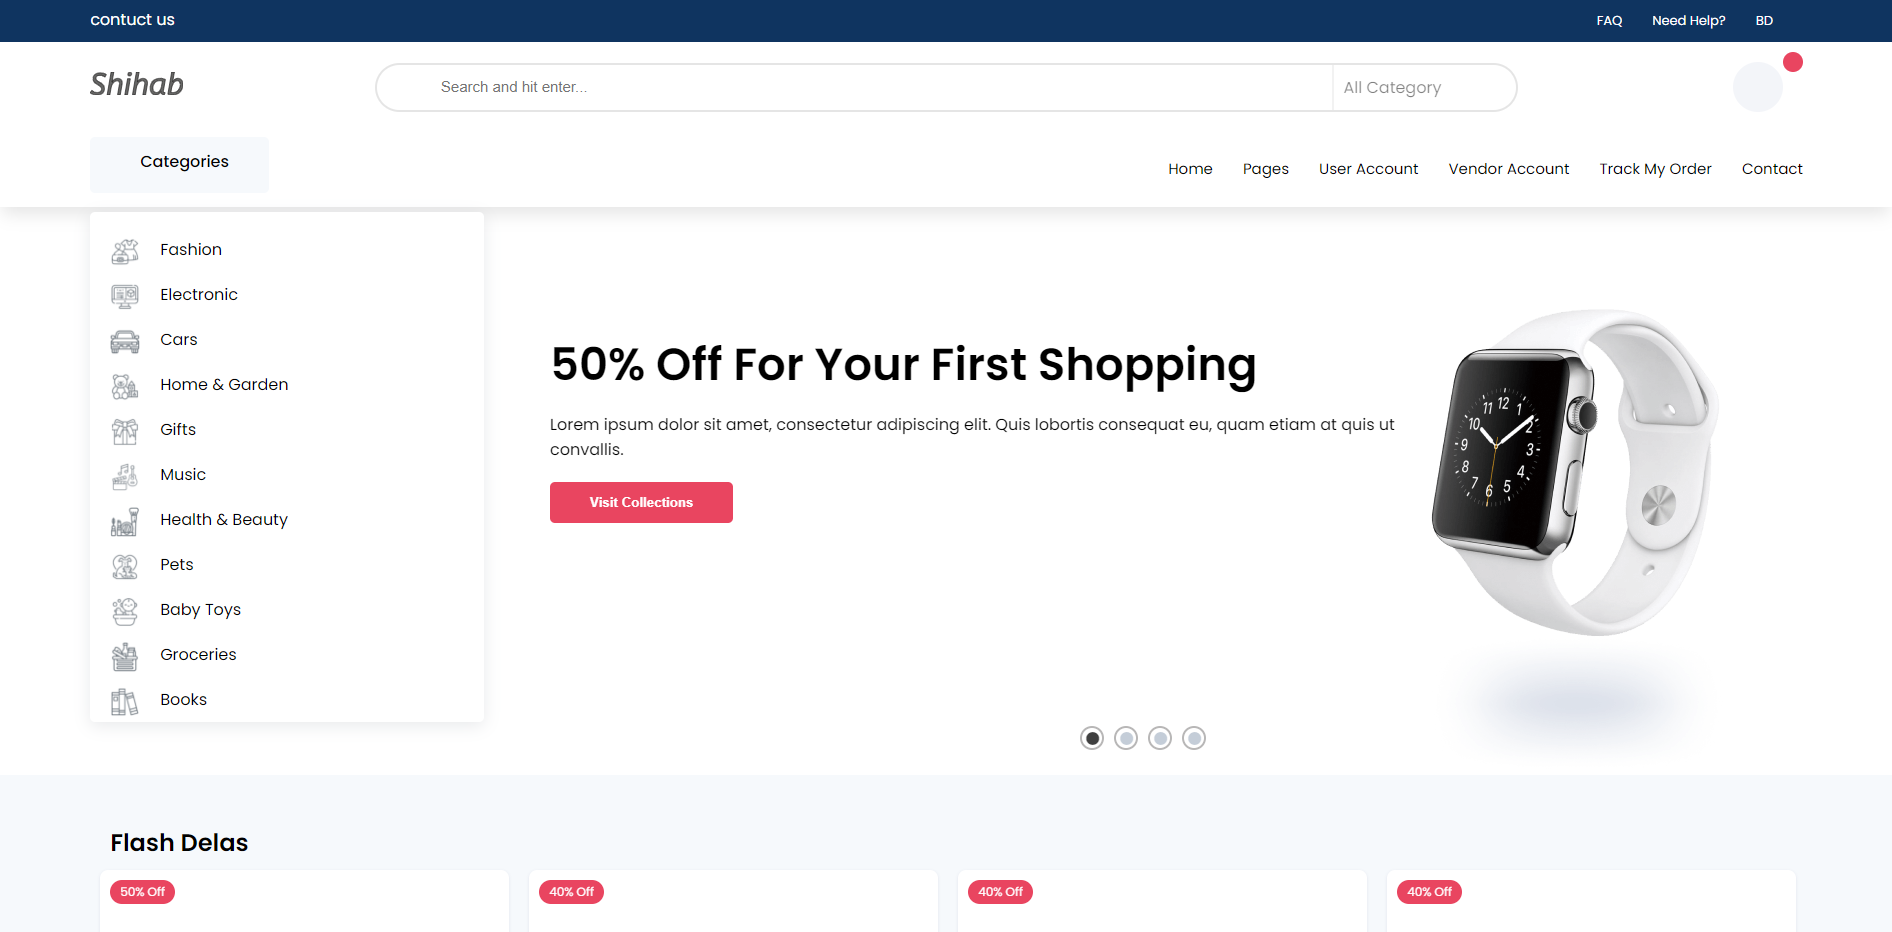 contuct us
FAQ Need Help? BD
Shihab
Search and hit enter...
All Category
Categories
Home Pages User Account Vendor Account Track My Order Contact
Fashion
Electronic
Cars
Home & Garden
Gifts
Music
Health & Beauty
Pets
Baby Toys
Groceries
Books
50% Off For Your First Shopping
Lorem ipsum dolor sit amet, consectetur adipiscing elit. Quis lobortis consequat eu, quam etiam at quis ut
convallis.
Visit Collections
11 12 1
10 2
9 3
8 4
7 6 5
Flash Delas
50% Off 40% Off 40% Off 40% Off